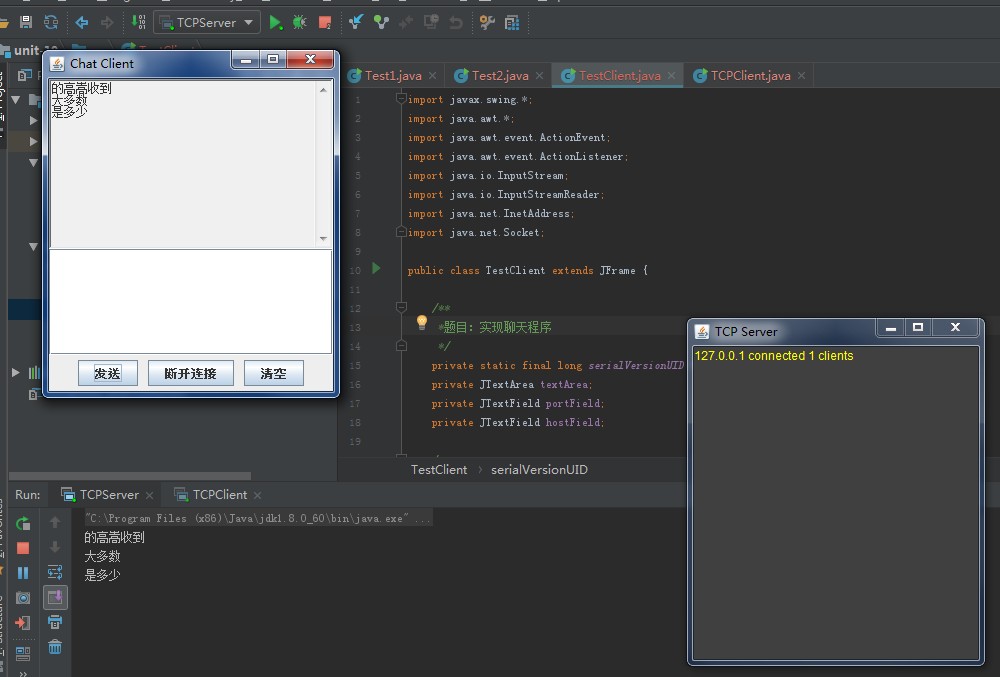 TCPServer
unit-10
Chat Client
的高嵩收到
大多数
是多少
发送
断开连接
清空
Test1.java
Test2.java
TestClient.java
TCPClient.java
1 import javax.swing.*;
2 import java.awt.*;
3 import java.awt.event.ActionEvent;
4 import java.awt.event.ActionListener;
5 import java.io.InputStream;
6 import java.io.InputStreamReader;
7 import java.net.InetAddress;
8 import java.net.Socket;
9
10 public class TestClient extends JFrame {
11
12 /**
13 *题目: 实现聊天程序
14 */
15 private static final long serialVersionUID
16 private JTextArea textArea;
17 private JTextField portField;
18 private JTextField hostField;
19
TestClient
serialVersionUID
TCP Server
127.0.0.1 connected 1 clients
Run:
TCPServer
TCPClient
"C:\Program Files (x86)\Java\jdk1.8.0_60\bin\java.exe" ...
的高嵩收到
大多数
是多少